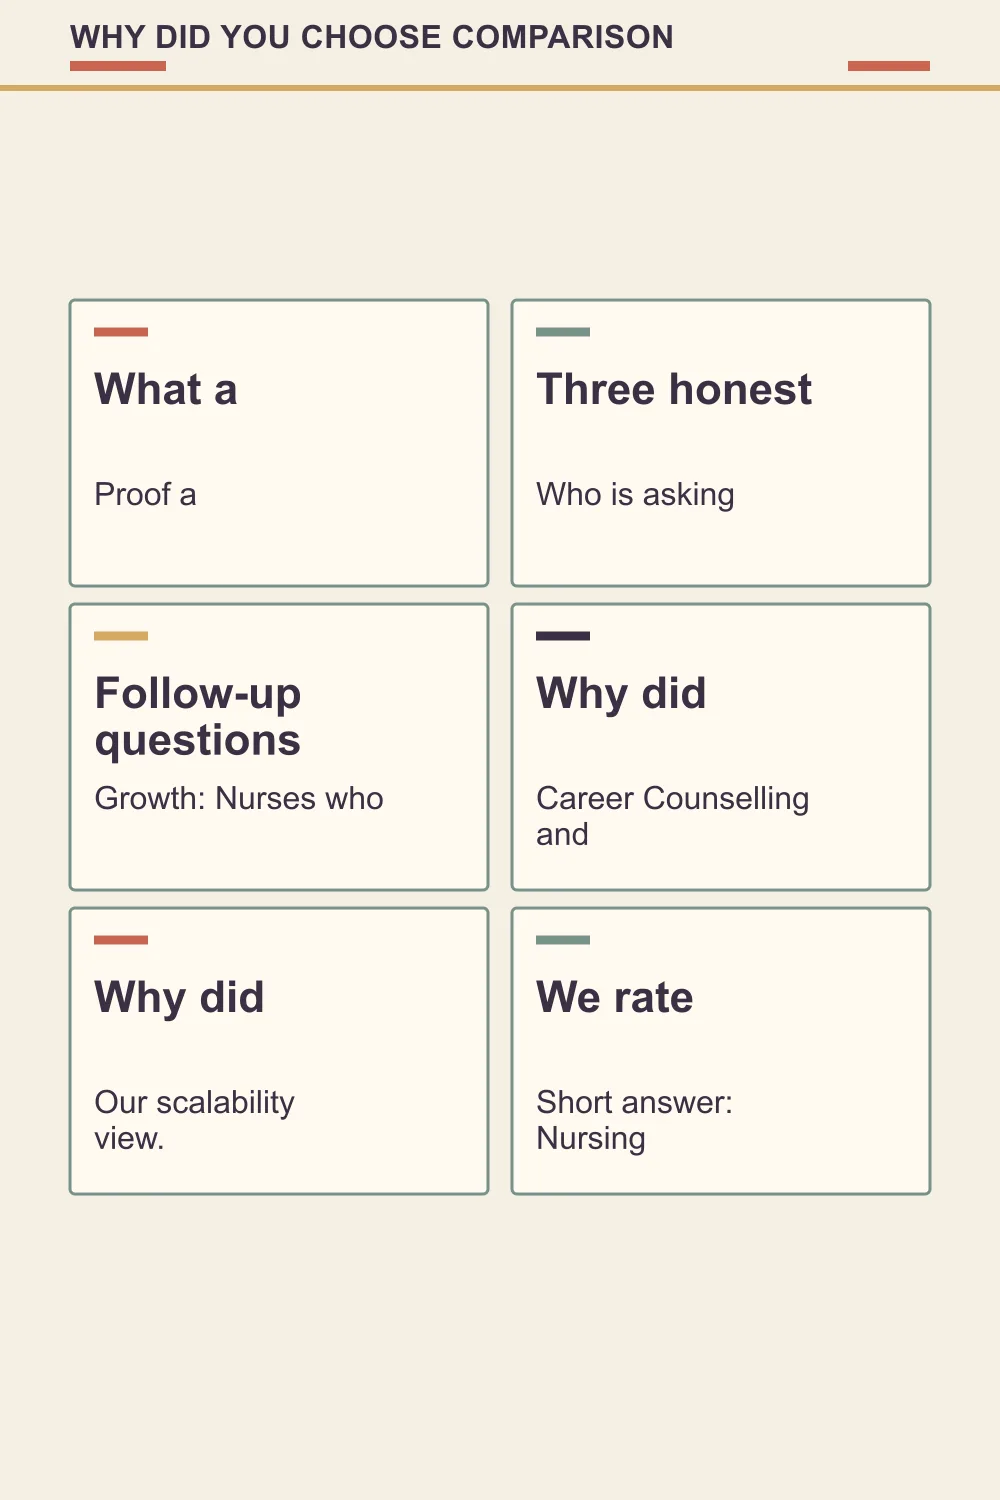 WHY DID YOU CHOOSE COMPARISON
What a
Proof a
Three honest
Who is asking
Follow-up
questions
Growth: Nurses who
Why did
Career Counselling
and
Why did
Our scalability
view.
We rate
Short answer:
Nursing